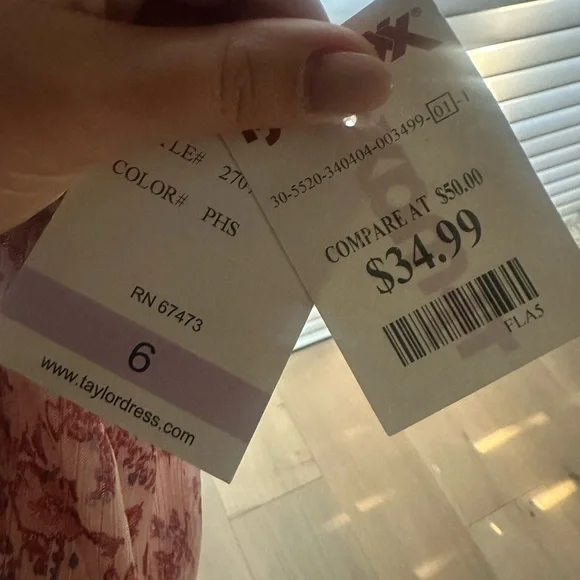 COLOR# PHS
RN 67473
6
www.taylordress.com
30-5520-340404-003499-01-1
COMPARE AT $50.00
$34.99
FLA5